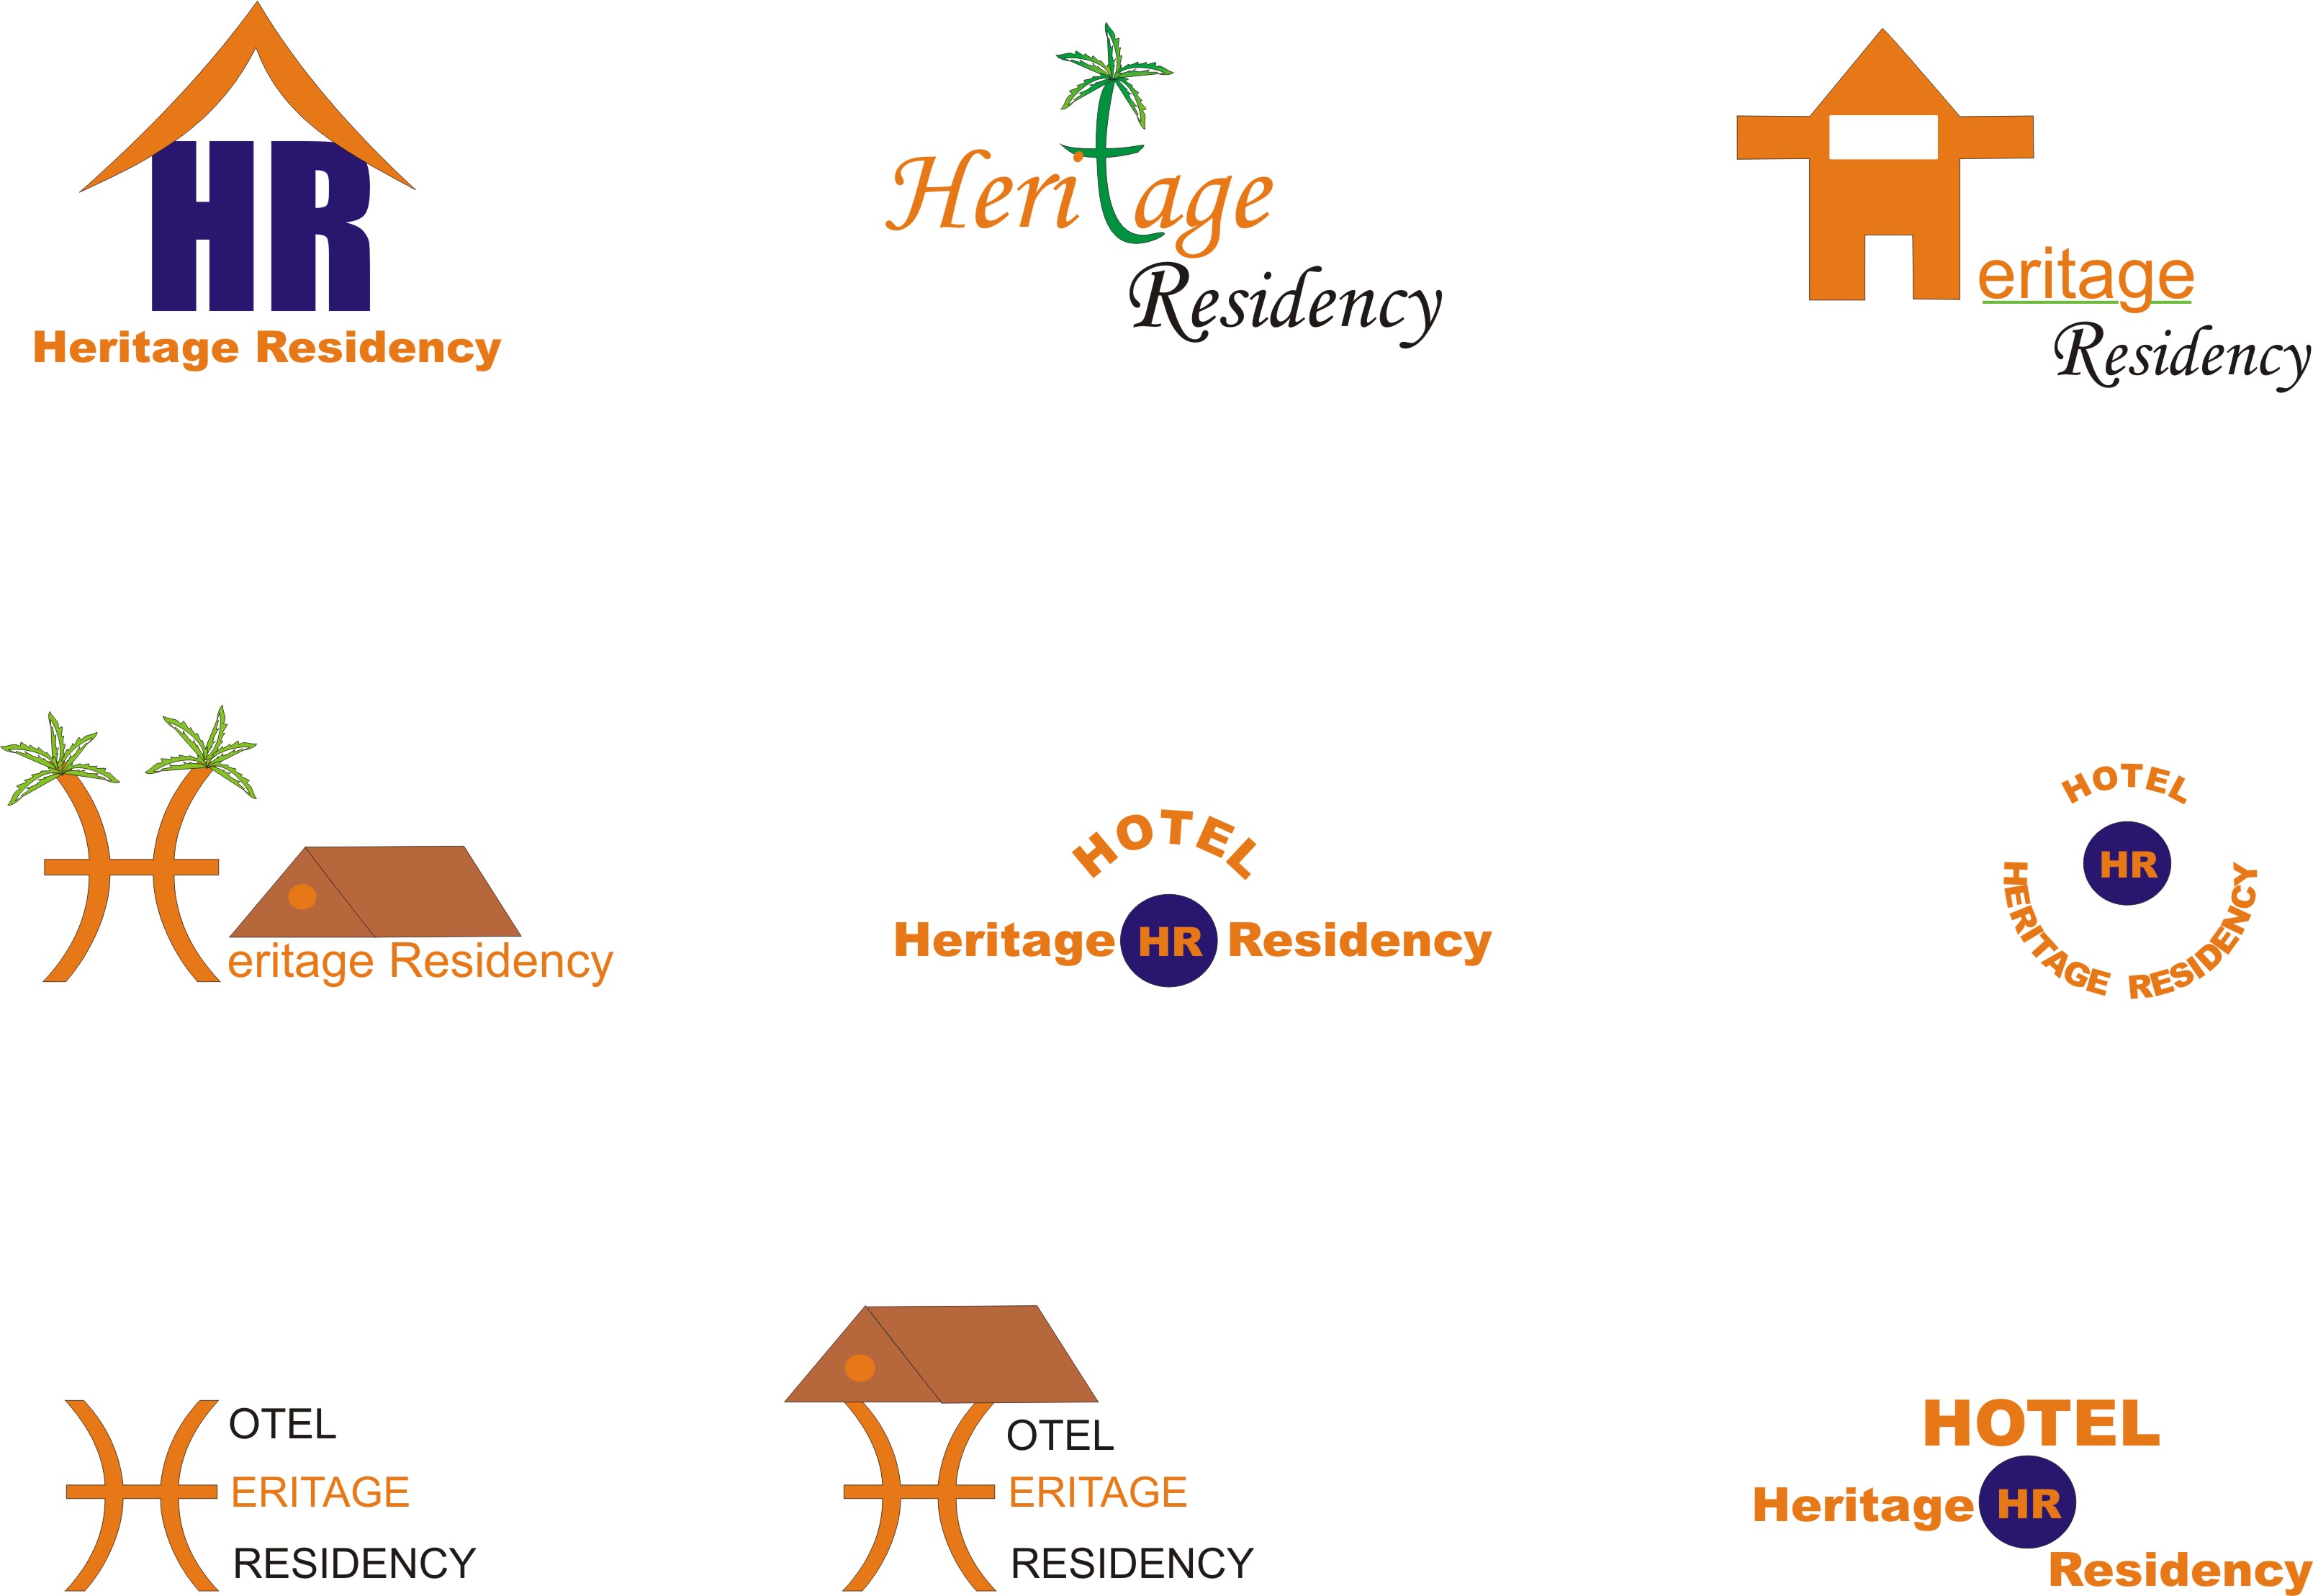 HR
Heritage Residency
Heritage
Residency
eritage
Residency
H
eritage Residency
HOTEL
Heritage HR Residency
HOTEL
HR
HERITAGE RESIDENCY
H
OTEL
ERITAGE
RESIDENCY
H
OTEL
ERITAGE
RESIDENCY
HOTEL
Heritage HR
Residency